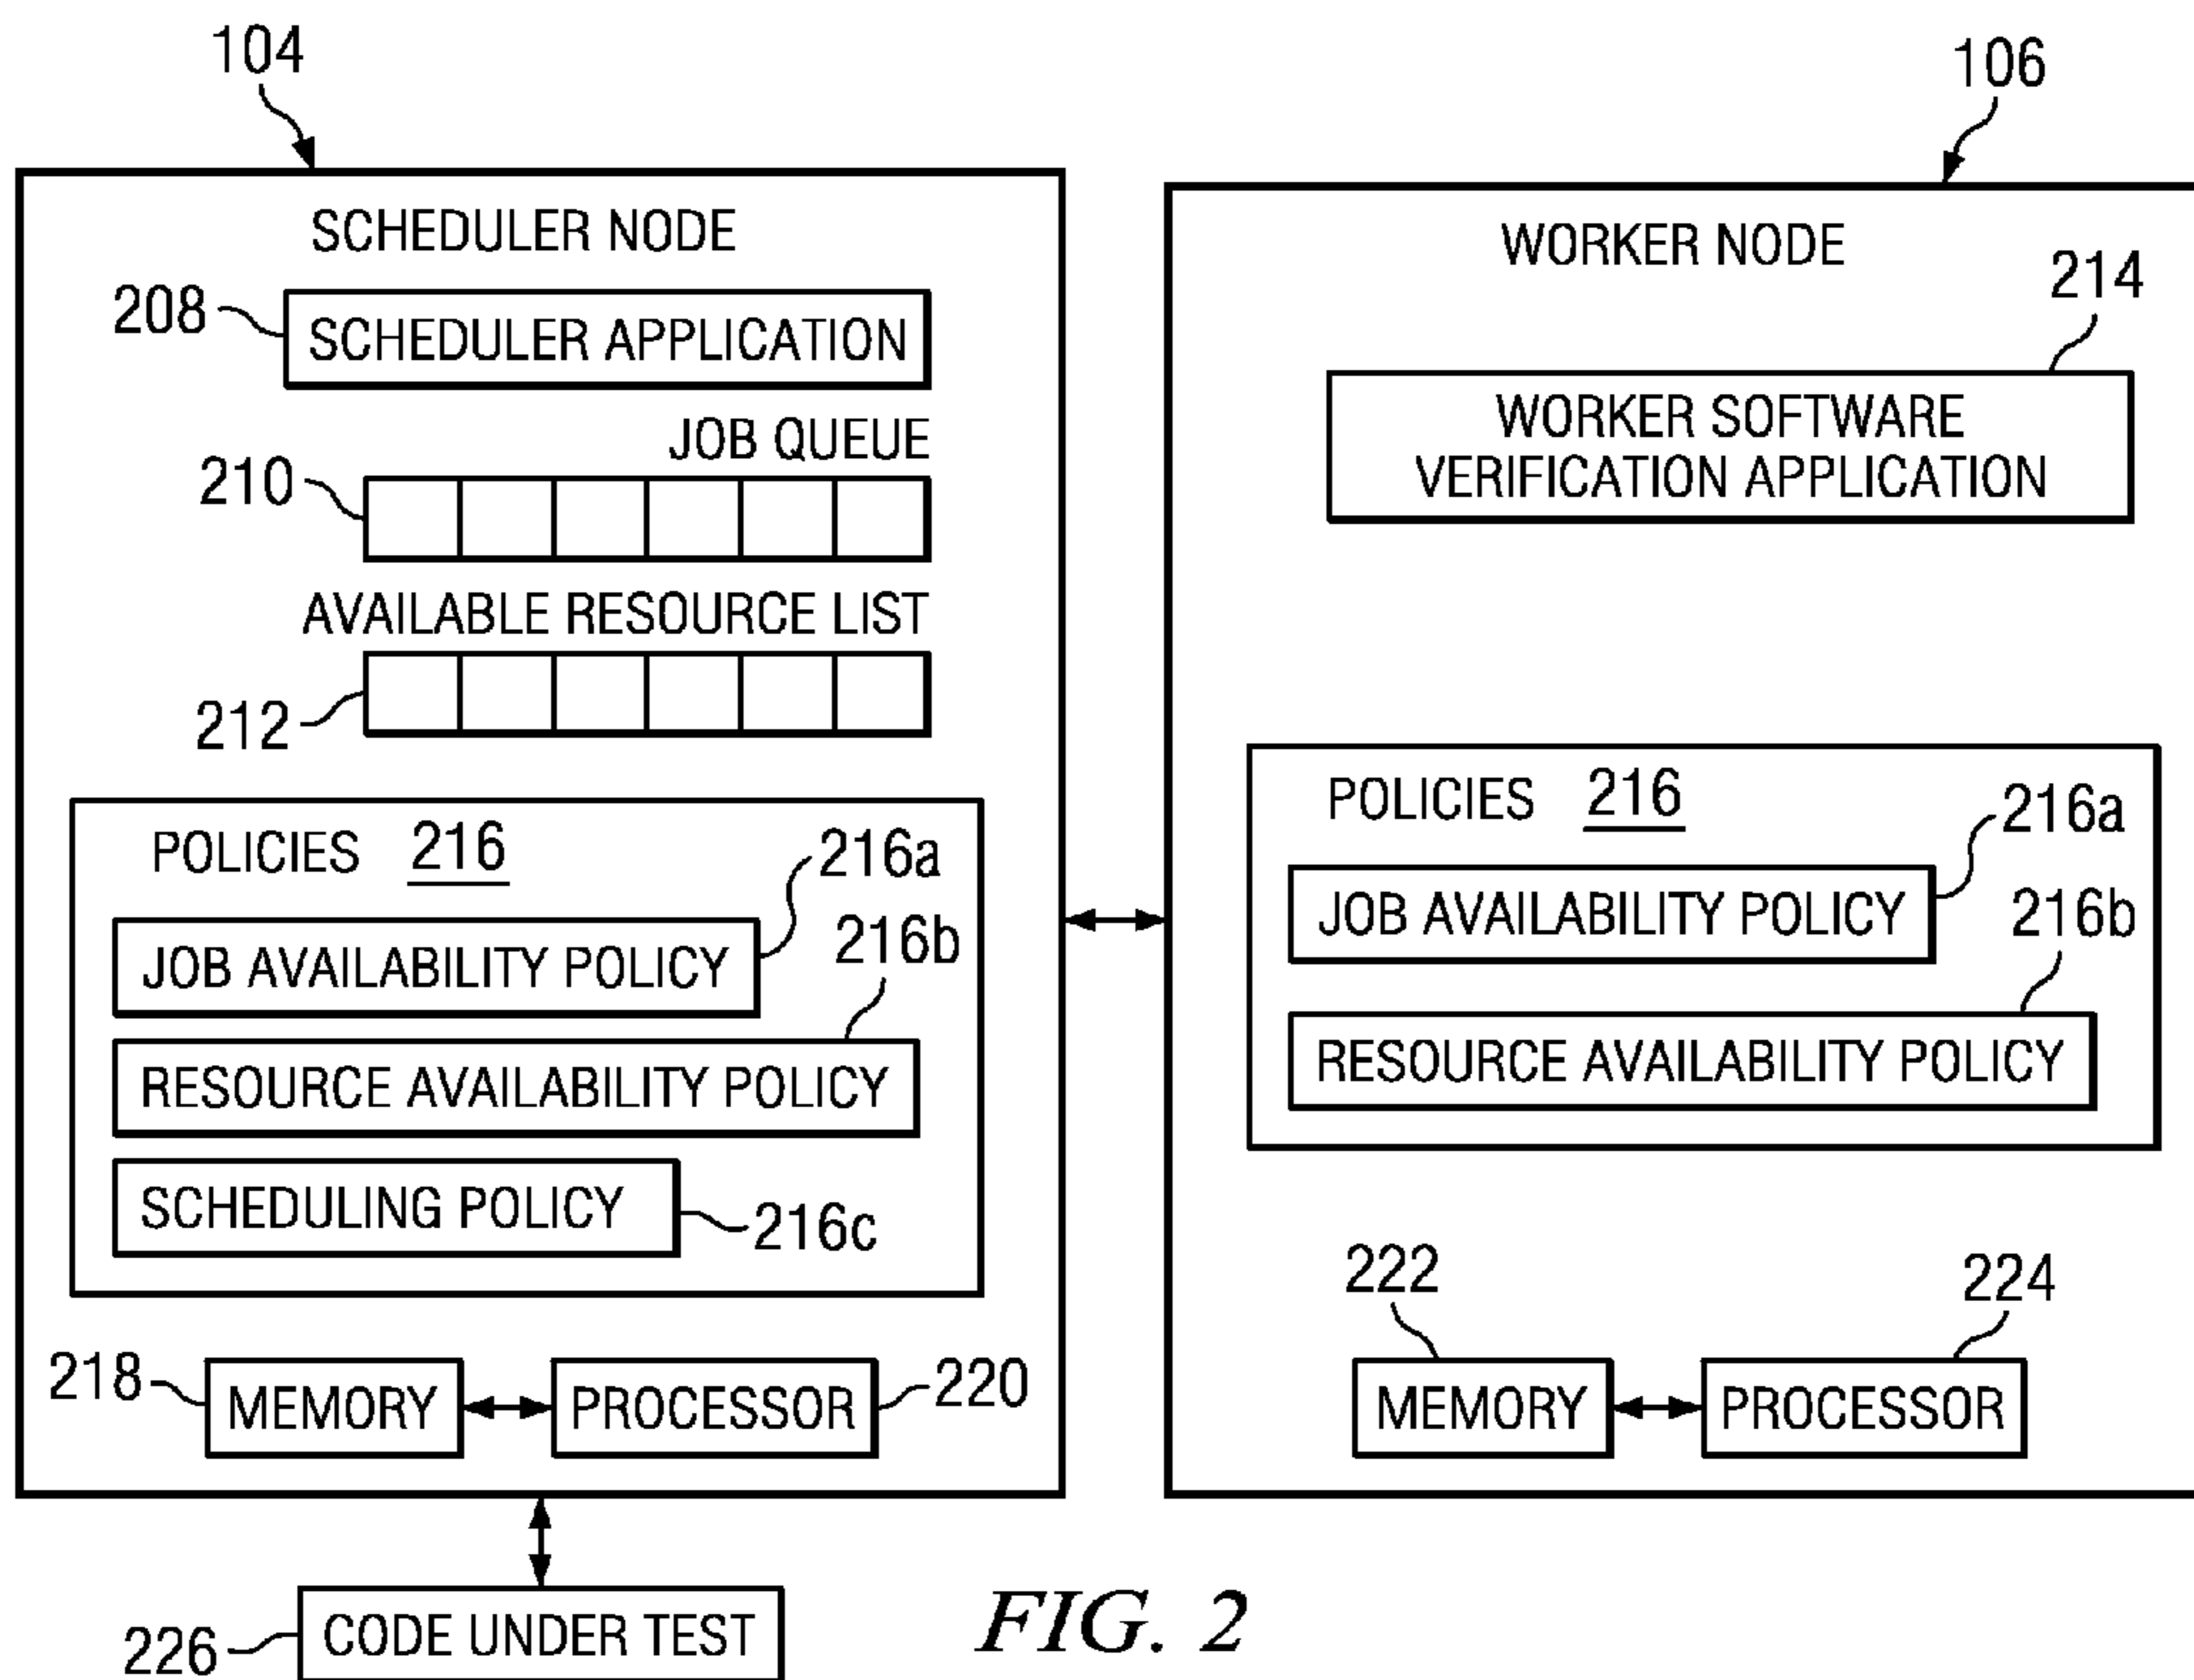 104
SCHEDULER NODE
208
SCHEDULER APPLICATION
JOB QUEUE
210
AVAILABLE RESOURCE LIST
212
POLICIES 216
216a
JOB AVAILABILITY POLICY
216b
RESOURCE AVAILABILITY POLICY
SCHEDULING POLICY
216c
218
MEMORY
PROCESSOR
220
226
CODE UNDER TEST
106
WORKER NODE
214
WORKER SOFTWARE
VERIFICATION APPLICATION
POLICIES 216
216a
JOB AVAILABILITY POLICY
216b
RESOURCE AVAILABILITY POLICY
222
224
MEMORY
PROCESSOR
FIG. 2